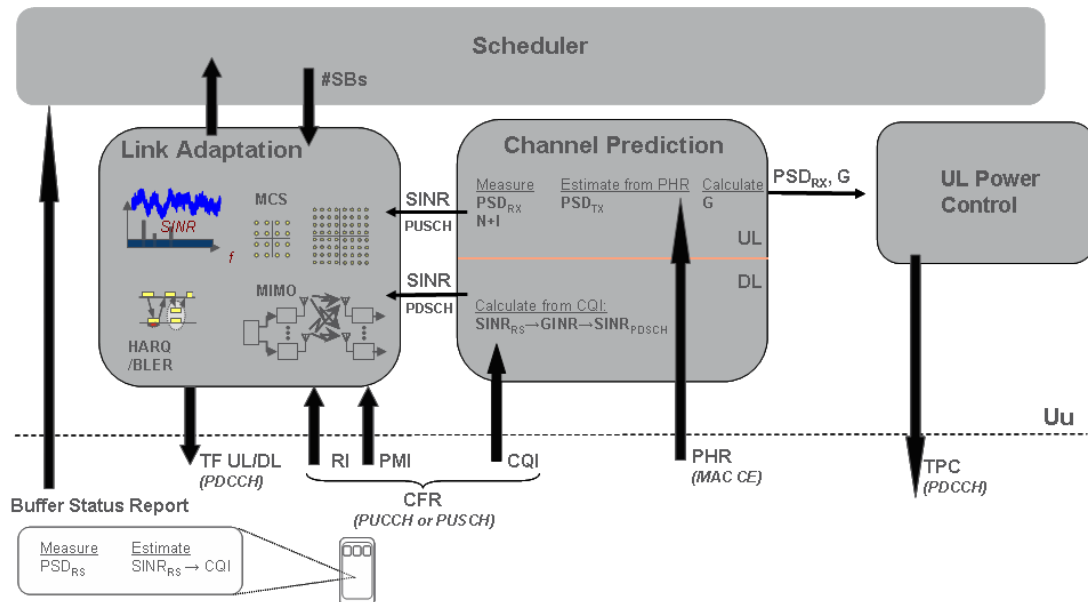 Scheduler
#SBs
Link Adaptation
MCS
SINR
f
MIMO
HARQ
/BLER
SINR
PUSCH
SINR
PDSCH
Channel Prediction
Measure
PSDRX
N+I
Estimate from PHR
PSDTX
Calculate
G
UL
DL
Calculate from CQI:
SINRRS→GINR→SINRPDSCH
PSDRX, G
UL Power
Control
Uu
TF UL/DL
(PDCCH)
RI
PMI
CQI
CFR
(PUCCH or PUSCH)
PHR
(MAC CE)
TPC
(PDCCH)
Buffer Status Report
Measure
PSDRS
Estimate
SINRRS → CQI